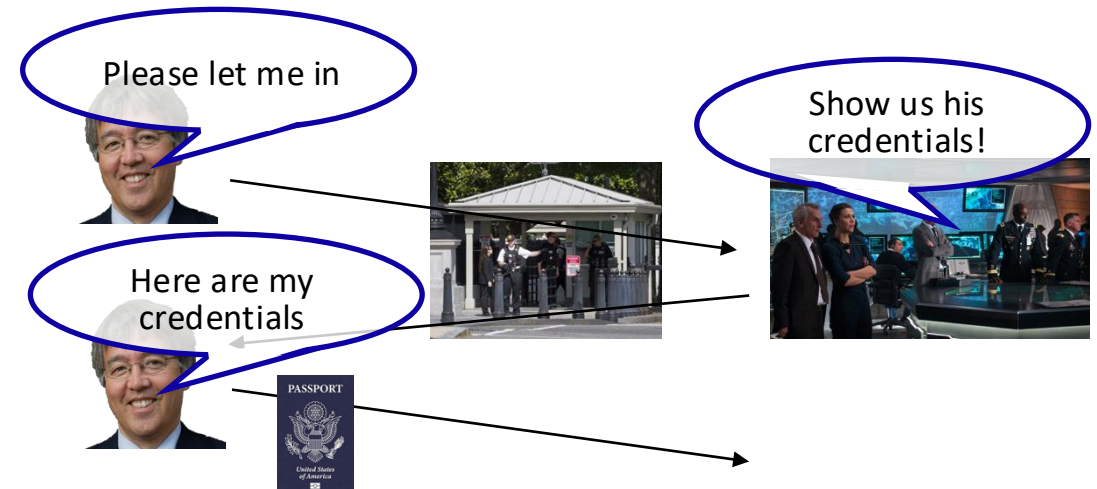 Please let me in
Show us his
credentials!
Here are my
credentials
PASSPORT
United States
of America